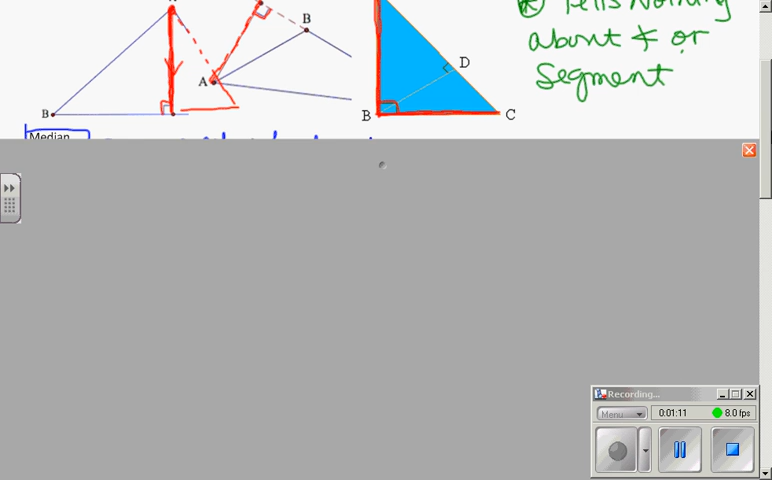 Tells Nothing
about ∡ or
Segment
B
A
B
B
D
C
Median
Recording...
Menu
0:01:11
8.0 fps